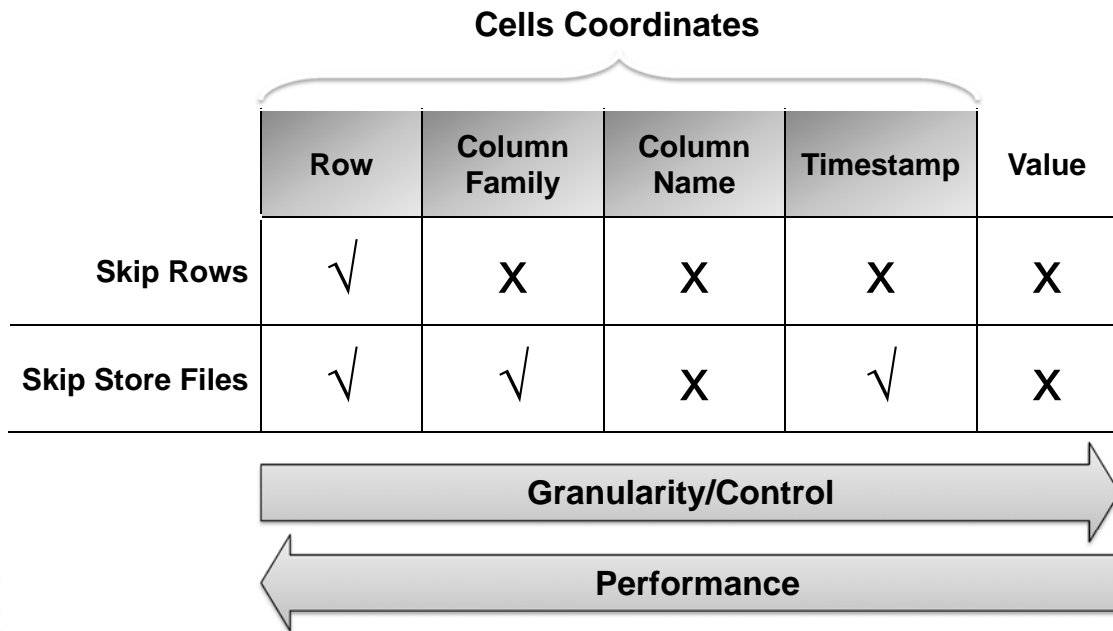 Cells Coordinates
Row
Column
Family
Column
Name
Timestamp
Value
Skip Rows √ X X X X
Skip Store Files √ √ X √ X
Granularity/Control
Performance